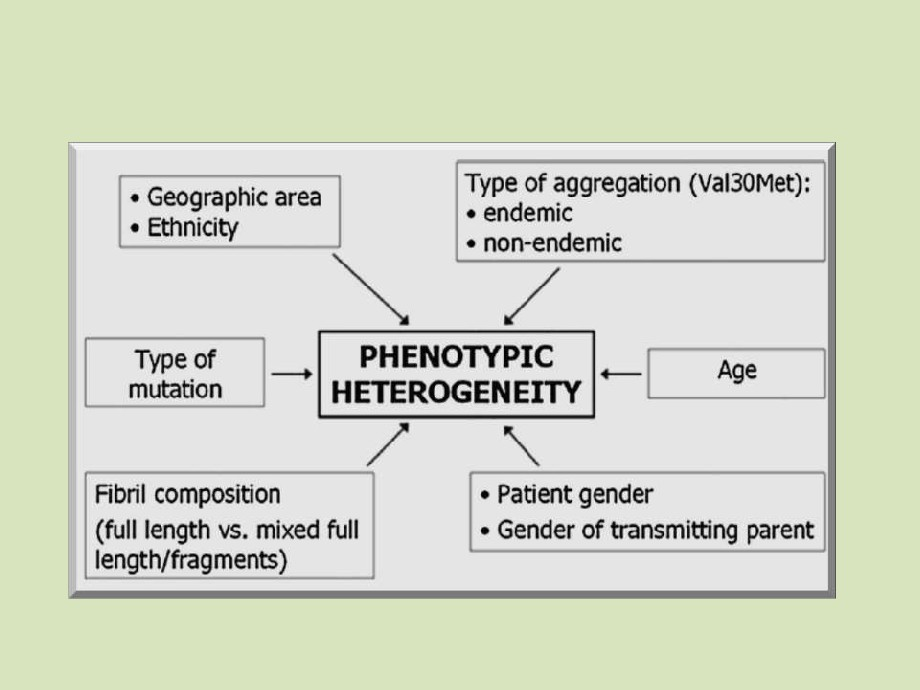 • Geographic area
• Ethnicity
Type of aggregation (Val30Met):
• endemic
• non-endemic
Type of
mutation
PHENOTYPIC
HETEROGENEITY
Age
Fibril composition
(full length vs. mixed full
length/fragments)
• Patient gender
• Gender of transmitting parent